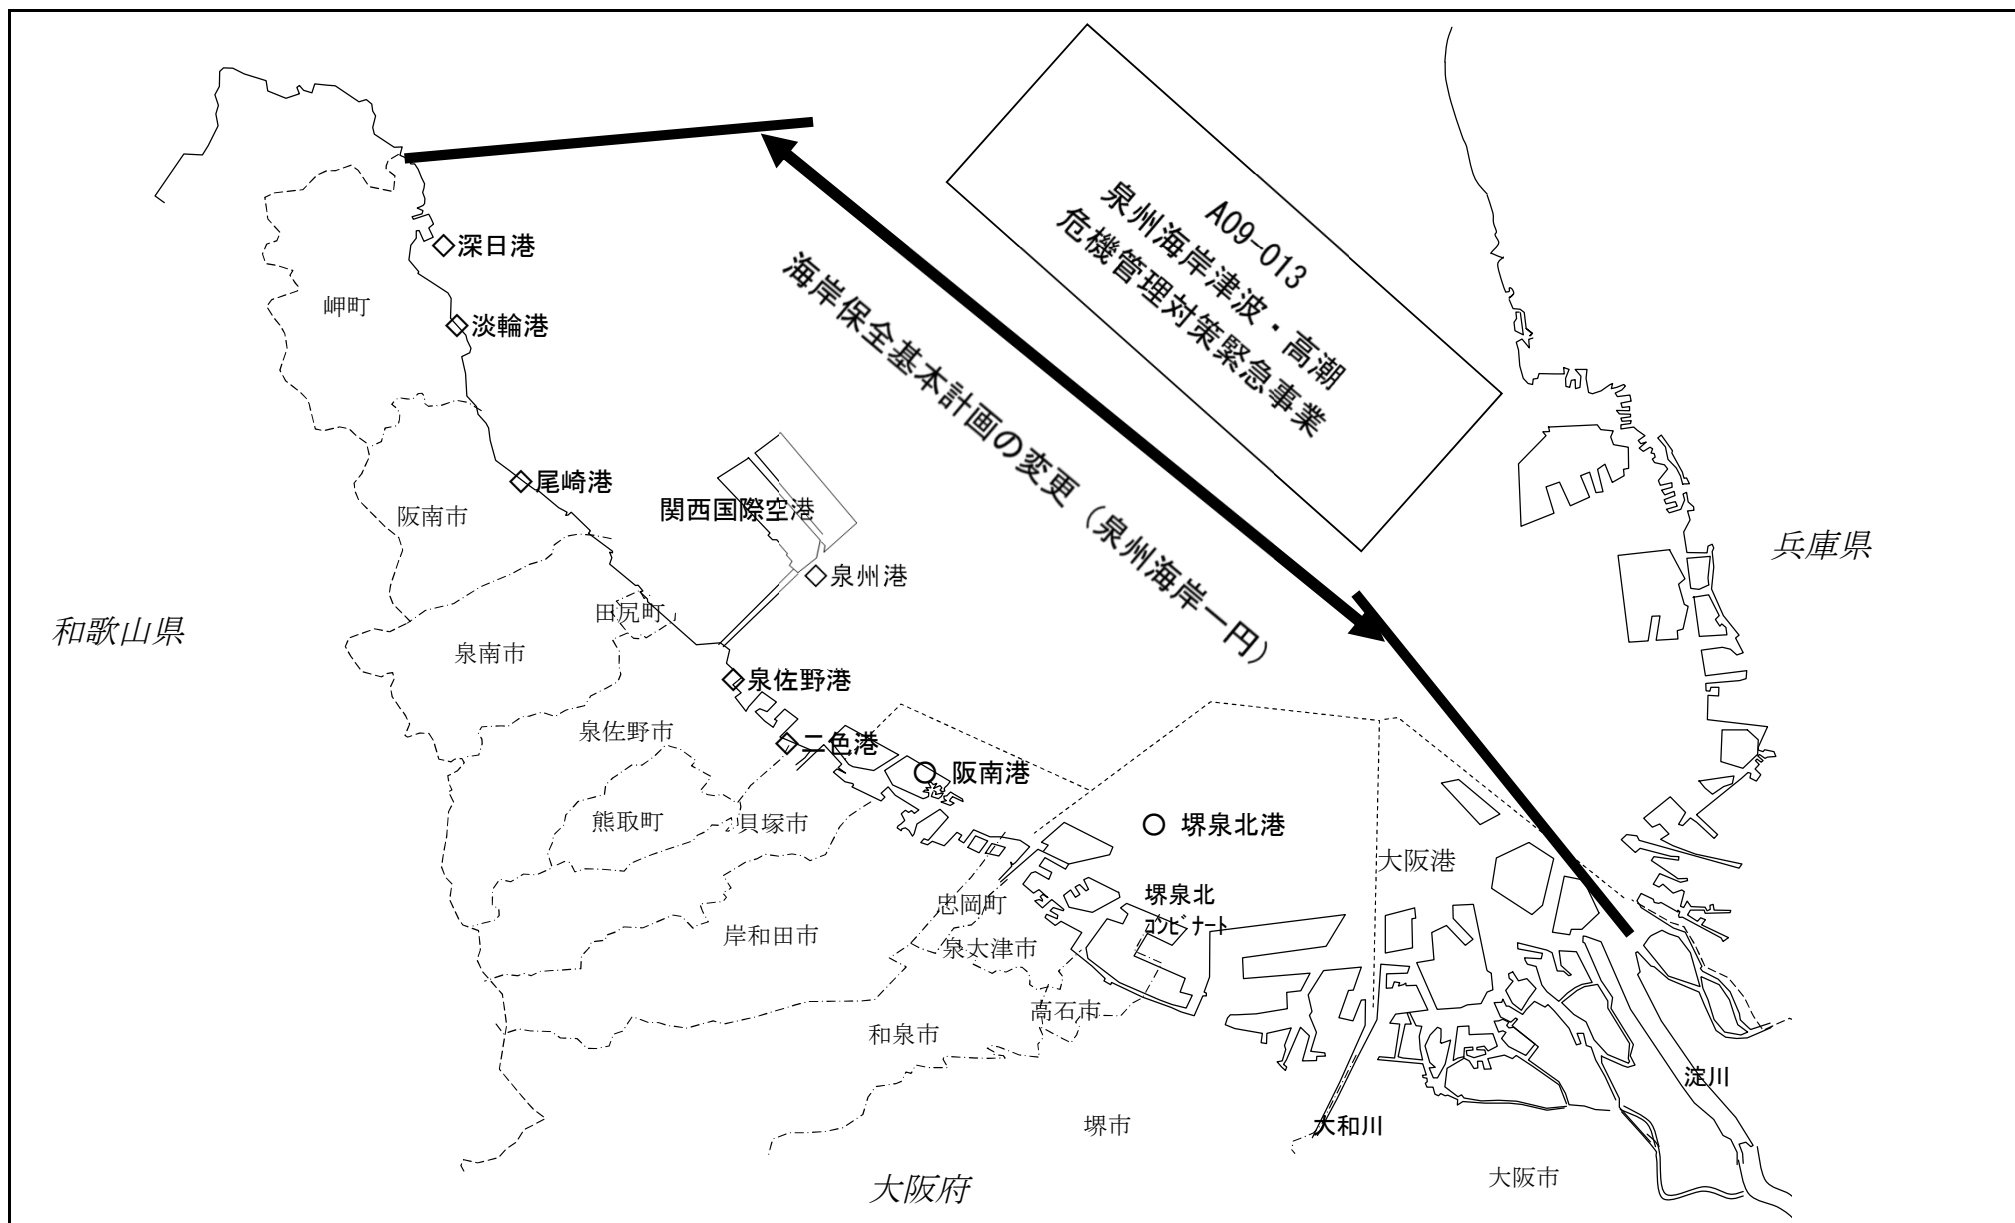 A09-013
泉州海岸津波・高潮
危機管理対策緊急事業
海岸保全基本計画の変更（泉州海岸一円）
深日港
岬町
淡輪港
尾崎港
阪南市
関西国際空港
泉州港
兵庫県
和歌山県
田尻町
泉南市
泉佐野港
泉佐野市
二色港
阪南港
熊取町
貝塚市
堺泉北港
大阪港
忠岡町
堺泉北
ｺﾝﾋﾞﾅｰﾄ
岸和田市
泉大津市
高石市
和泉市
淀川
堺市
大和川
大阪市
大阪府